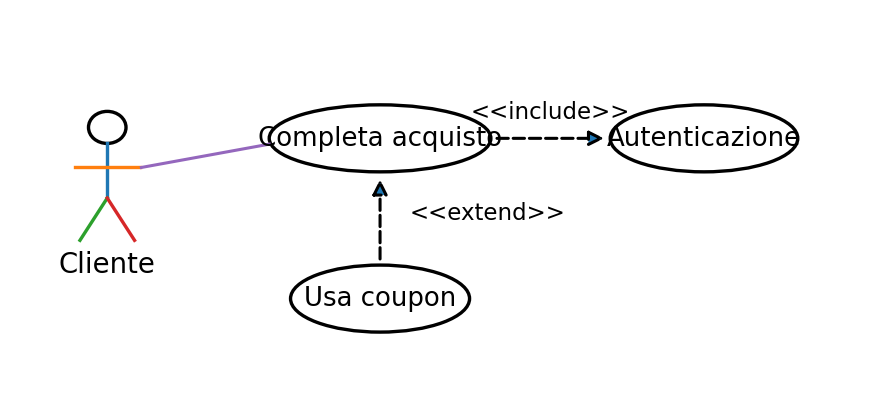 <<include>>
Completa acquisto
Autenticazione
<<extend>>
Cliente
Usa coupon